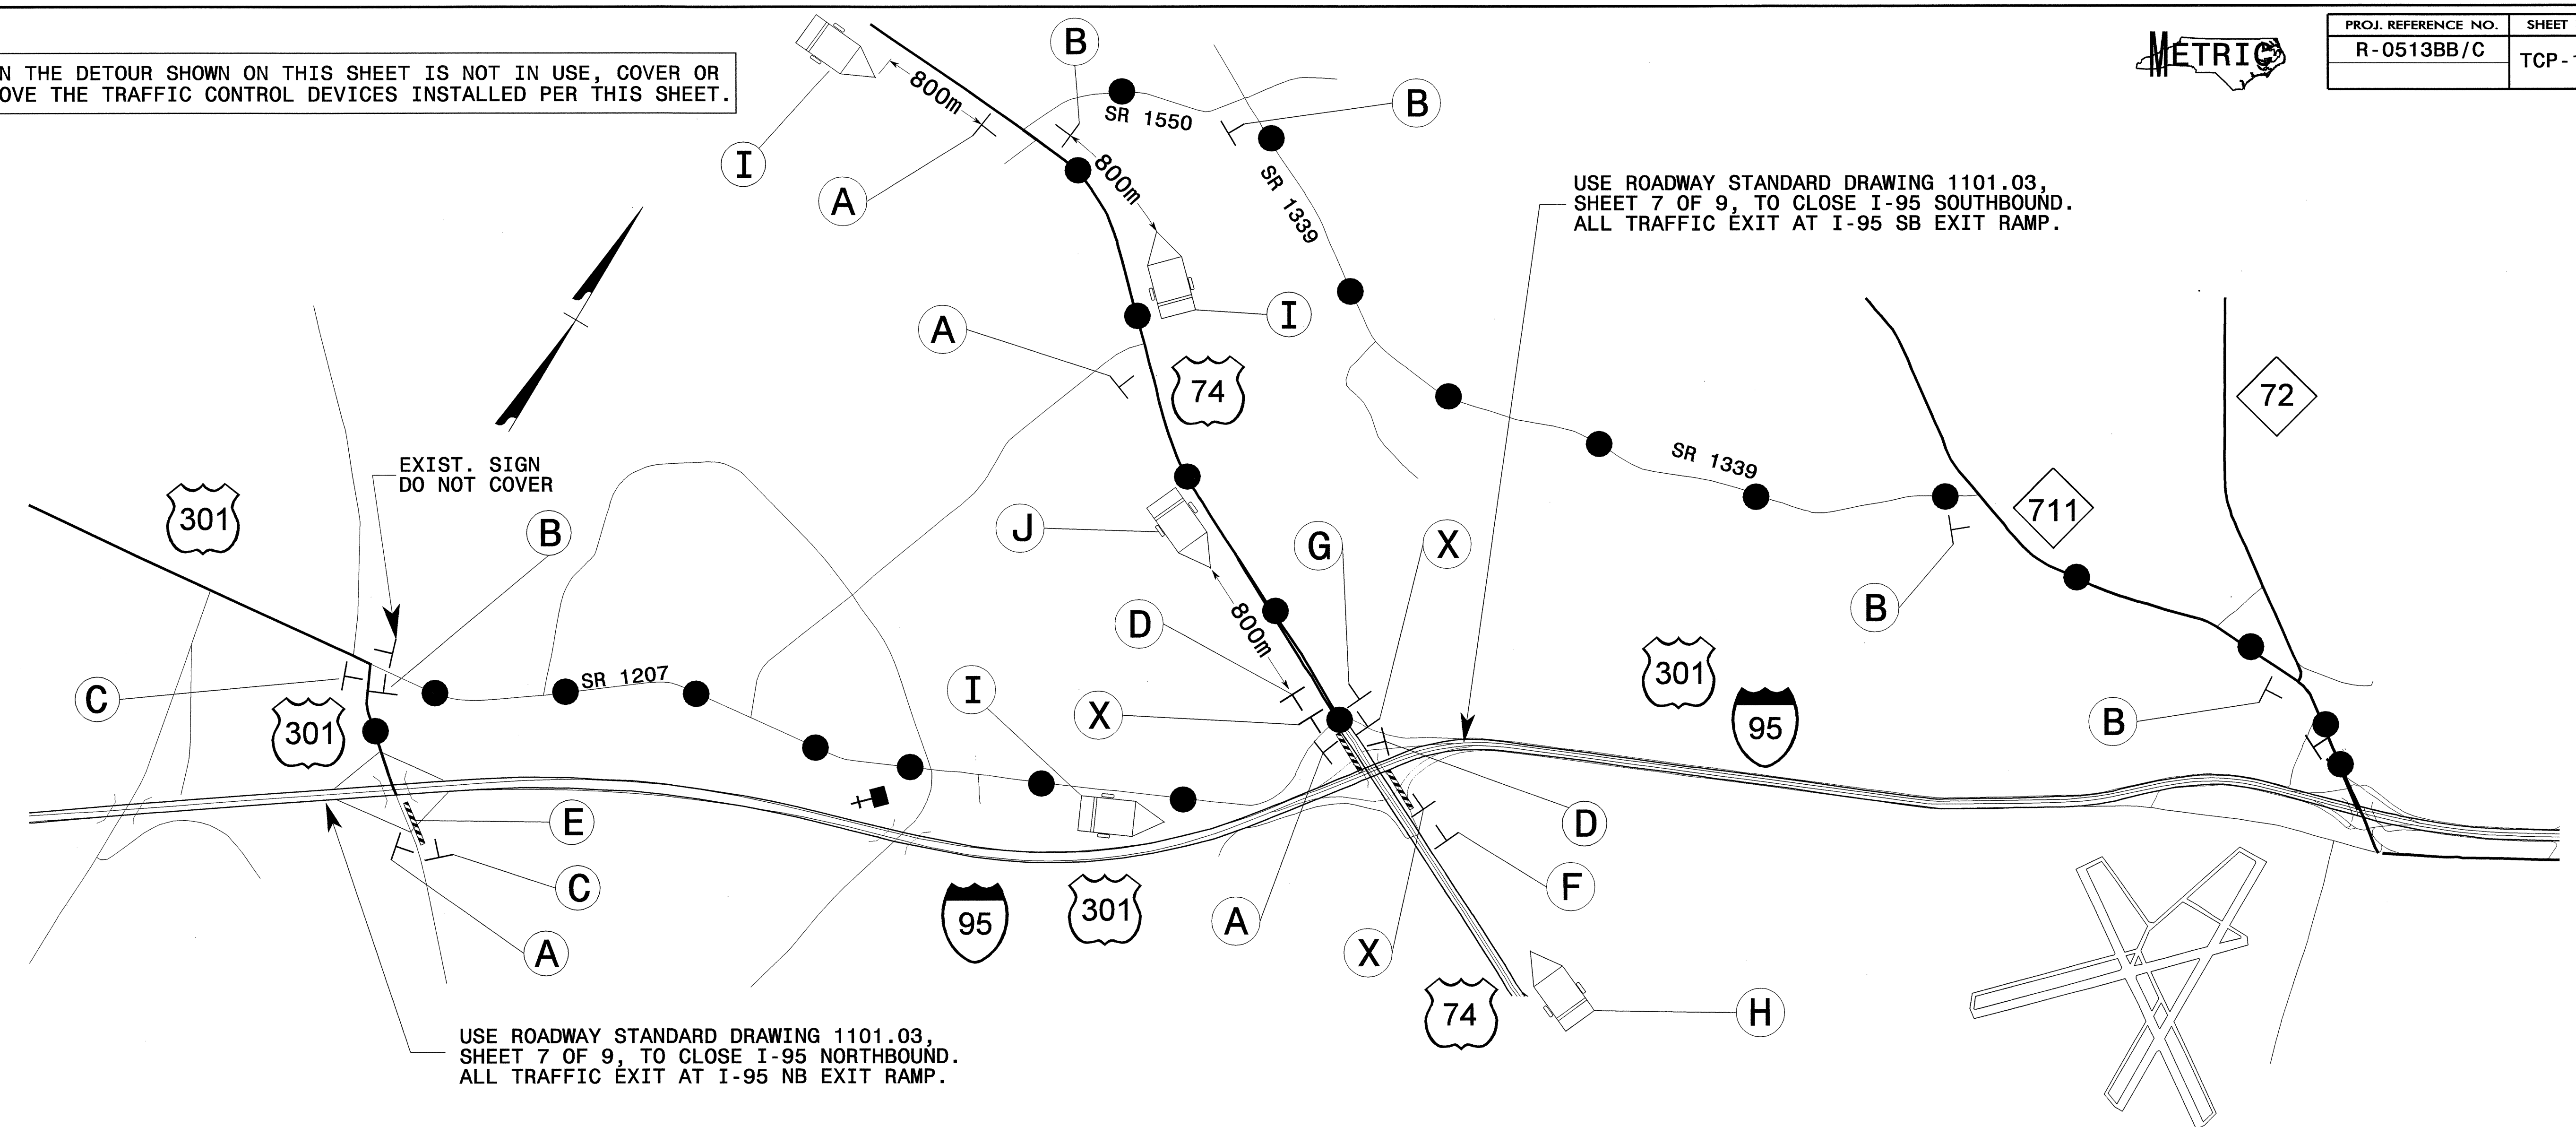 PROJ. REFERENCE NO.
SHEET
R-0513BB/C
TCP-1
METRIC
N THE DETOUR SHOWN ON THIS SHEET IS NOT IN USE, COVER OR
OVE THE TRAFFIC CONTROL DEVICES INSTALLED PER THIS SHEET.
I
800m
A
B
SR 1550
B
800m
SR 1339
USE ROADWAY STANDARD DRAWING 1101.03,
SHEET 7 OF 9, TO CLOSE I-95 SOUTHBOUND.
ALL TRAFFIC EXIT AT I-95 SB EXIT RAMP.
A
I
74
72
EXIST. SIGN
DO NOT COVER
301
B
SR 1339
711
J
G
X
B
D
800m
C
301
SR 1207
I
X
301
95
B
E
D
C
95
301
A
F
A
X
74
H
USE ROADWAY STANDARD DRAWING 1101.03,
SHEET 7 OF 9, TO CLOSE I-95 NORTHBOUND.
ALL TRAFFIC EXIT AT I-95 NB EXIT RAMP.